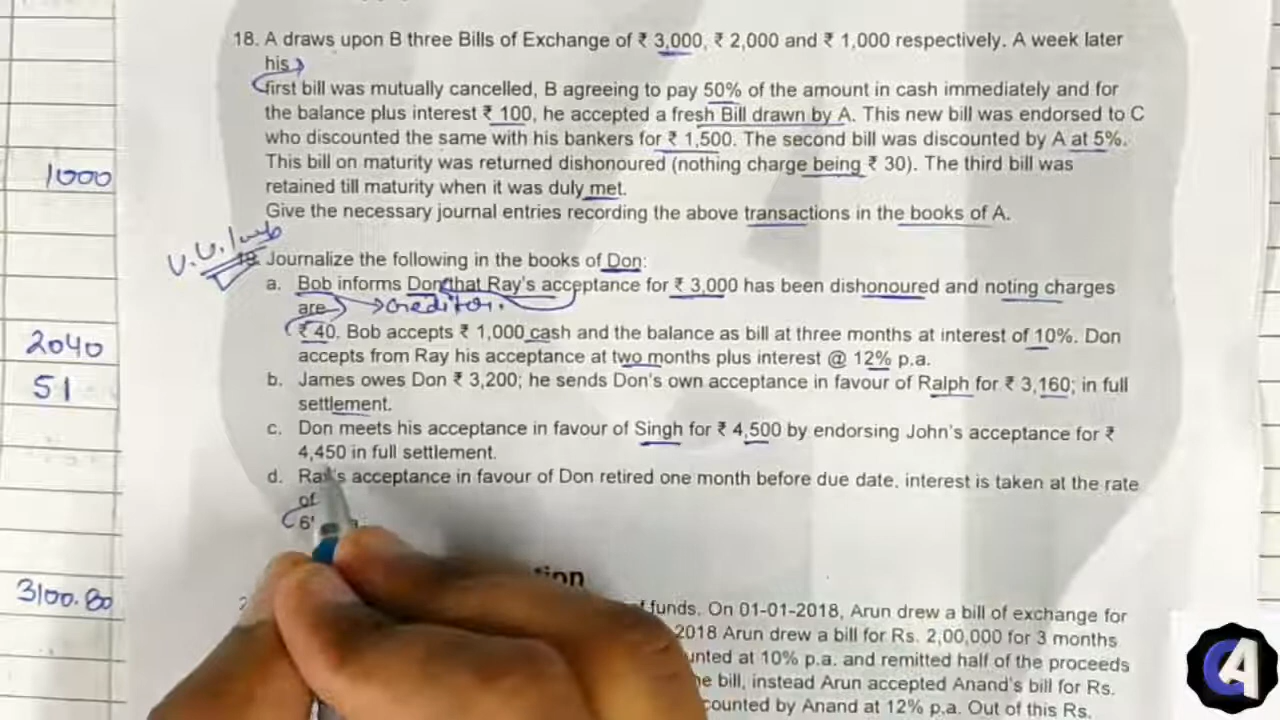 18. A draws upon B three Bills of Exchange of ₹ 3,000, ₹ 2,000 and ₹ 1,000 respectively. A week later
his
first bill was mutually cancelled, B agreeing to pay 50% of the amount in cash immediately and for
the balance plus interest ₹ 100, he accepted a fresh Bill drawn by A. This new bill was endorsed to C
who discounted the same with his bankers for ₹ 1,500. The second bill was discounted by A at 5%.
This bill on maturity was returned dishonoured (nothing charge being ₹ 30). The third bill was
1000
retained till maturity when it was duly met.
Give the necessary journal entries recording the above transactions in the books of A.
V.V. Imp
19. Journalize the following in the books of Don:
a. Bob informs Don that Ray's acceptance for ₹ 3,000 has been dishonoured and noting charges
are
creditor.
₹ 40. Bob accepts ₹ 1,000 cash and the balance as bill at three months at interest of 10%. Don
2040
accepts from Ray his acceptance at two months plus interest @ 12% p.a.
b. James owes Don ₹ 3,200; he sends Don's own acceptance in favour of Ralph for ₹ 3,160; in full
51
settlement.
c. Don meets his acceptance in favour of Singh for ₹ 4,500 by endorsing John's acceptance for ₹
4,450 in full settlement.
d. Ray's acceptance in favour of Don retired one month before due date, interest is taken at the rate
of
6
tion
3100.80
2
f funds. On 01-01-2018, Arun drew a bill of exchange for
2018 Arun drew a bill for Rs. 2,00,000 for 3 months
unted at 10% p.a. and remitted half of the proceeds
e bill, instead Arun accepted Anand's bill for Rs.
counted by Anand at 12% p.a. Out of this Rs.
CA